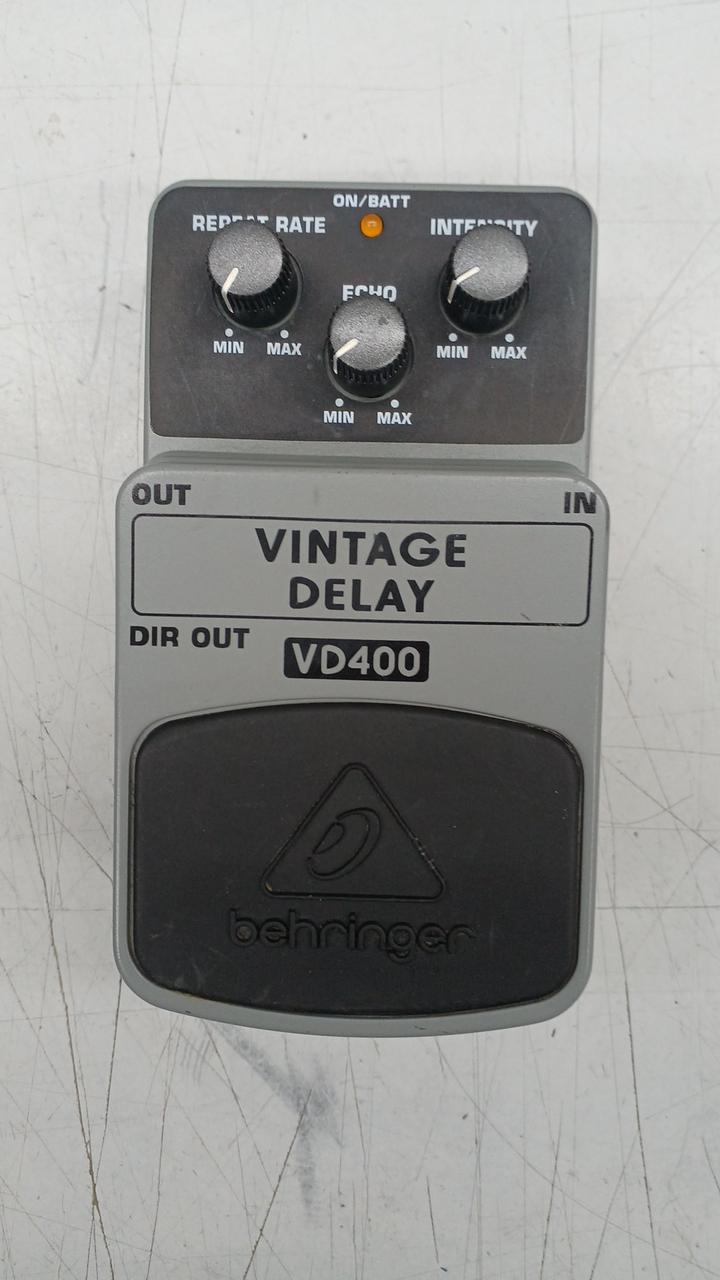 ON/BATT
REPEAT RATE
INTENSITY
ECHO
MIN MAX
MIN MAX
MIN MAX
OUT
IN
VINTAGE
DELAY
DIR OUT
VD400
behringer